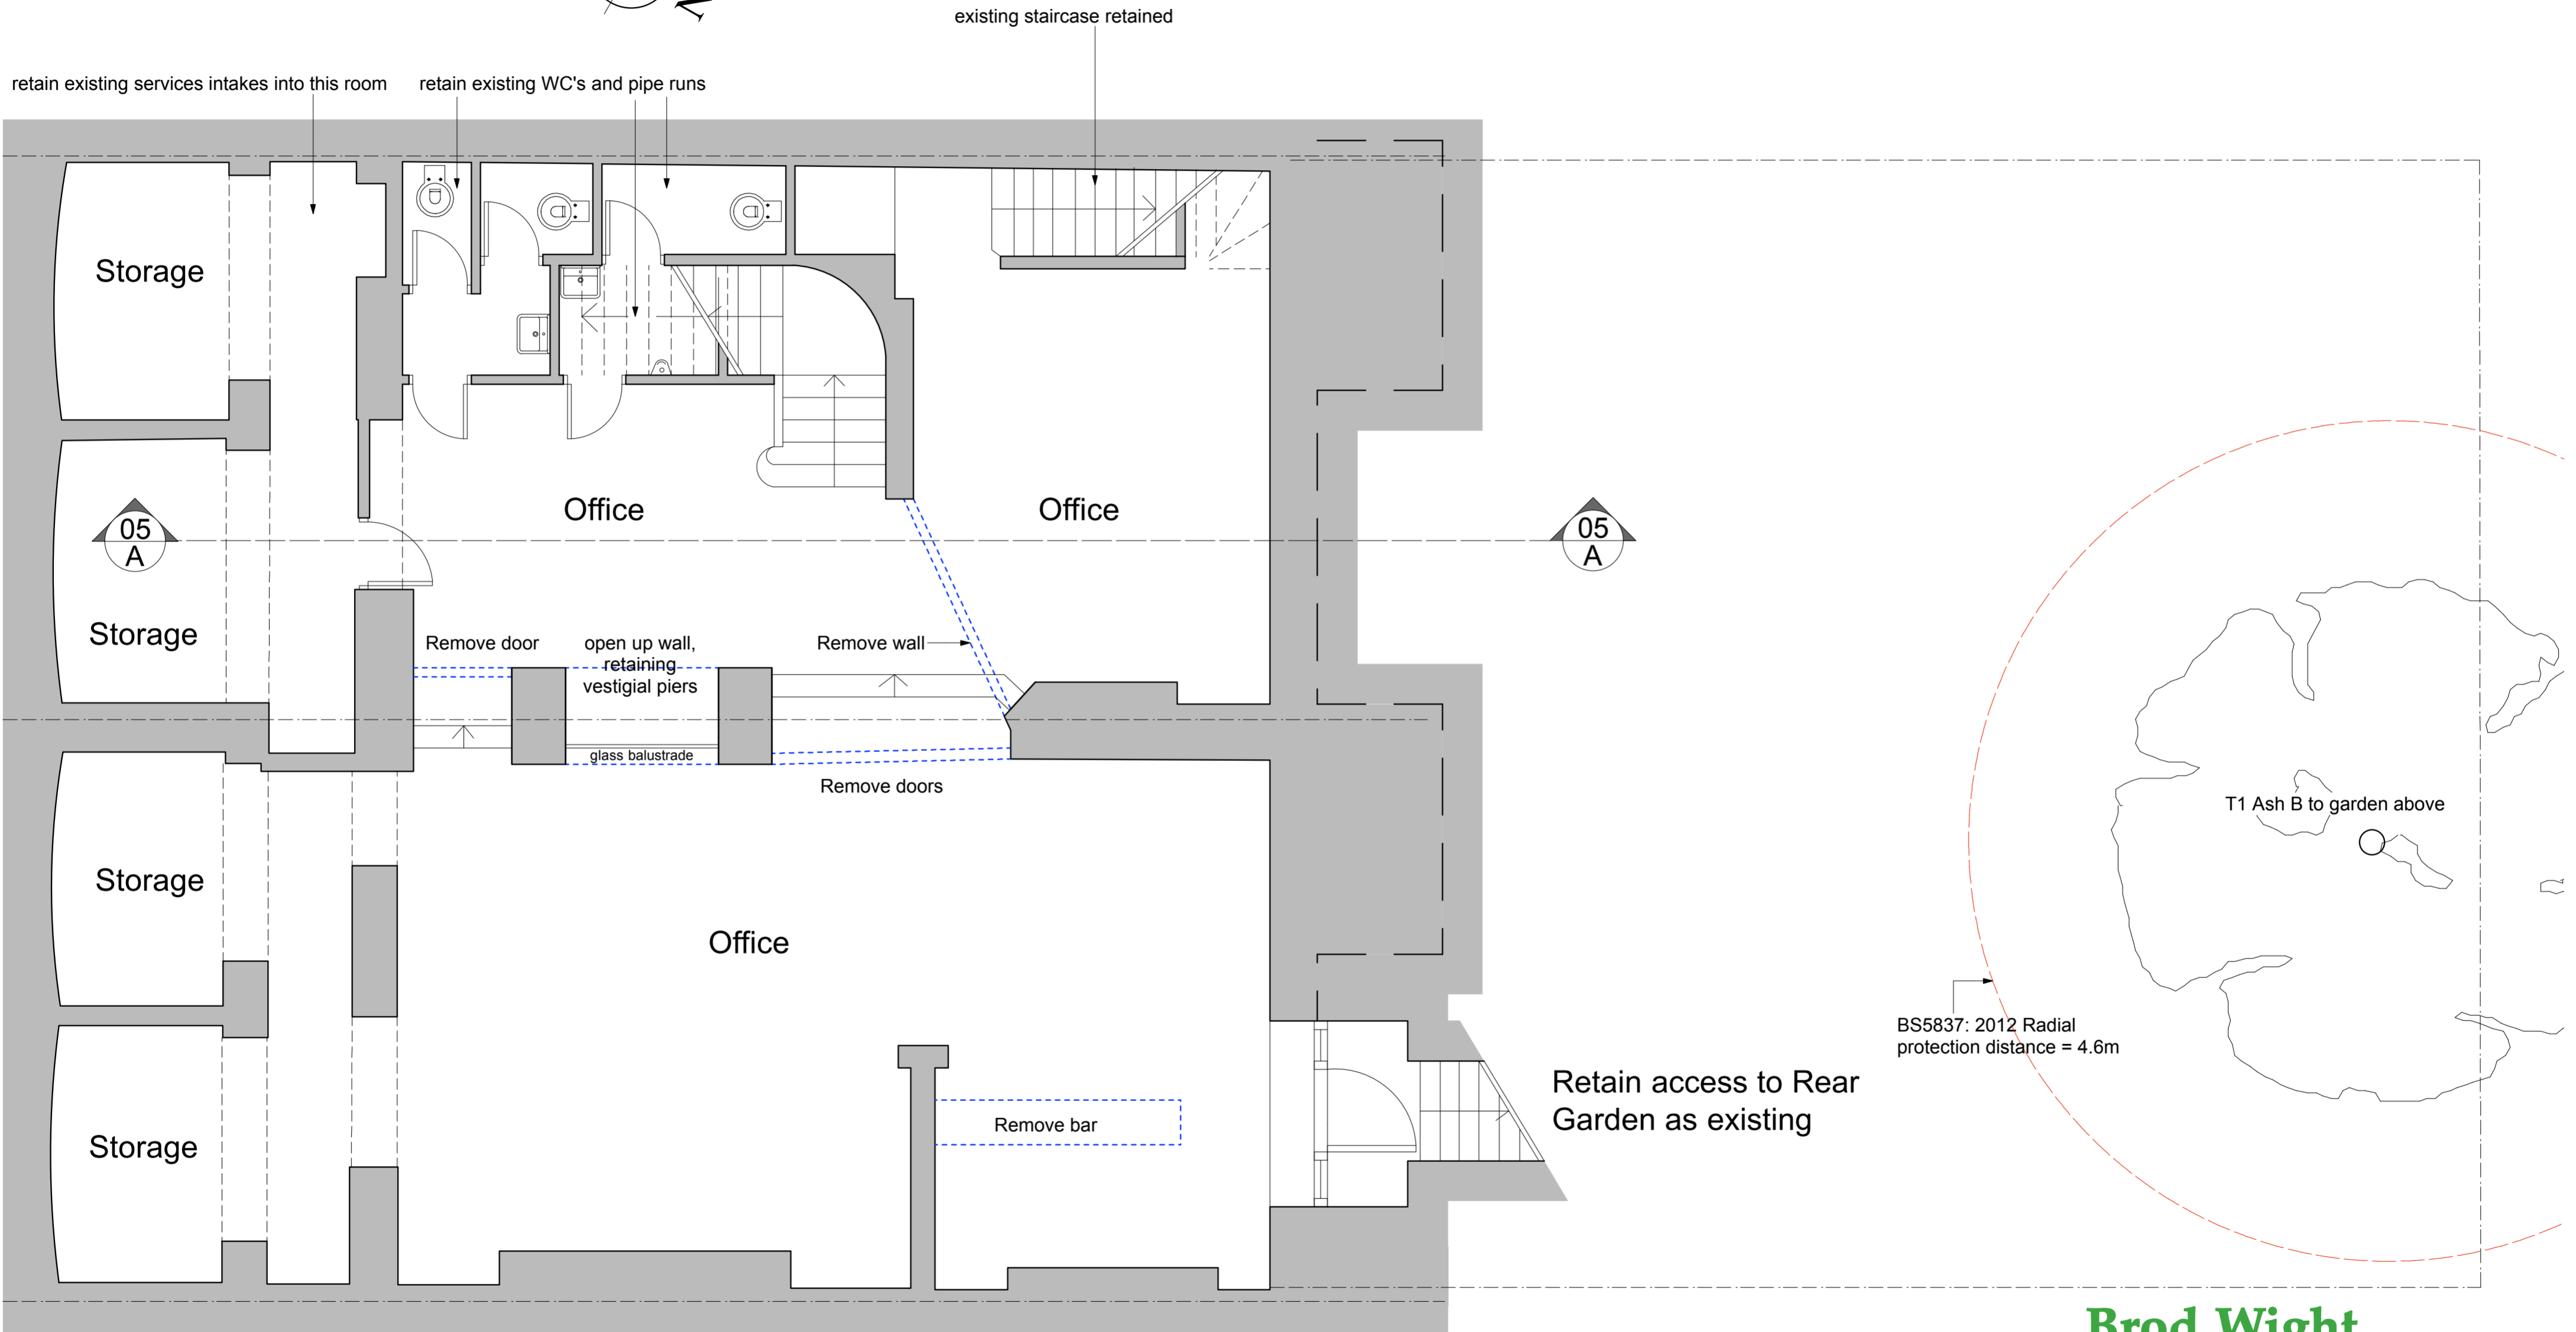 existing staircase retained
retain existing services intakes into this room
retain existing WC's and pipe runs
Storage
Office
Office
05
A
05
A
Storage
Remove door
open up wall,
retaining
vestigial piers
Remove wall
glass balustrade
Remove doors
T1 Ash B to garden above
Storage
Office
BS5837: 2012 Radial
protection distance = 4.6m
Retain access to Rear
Garden as existing
Remove bar
Storage
Brod Wight